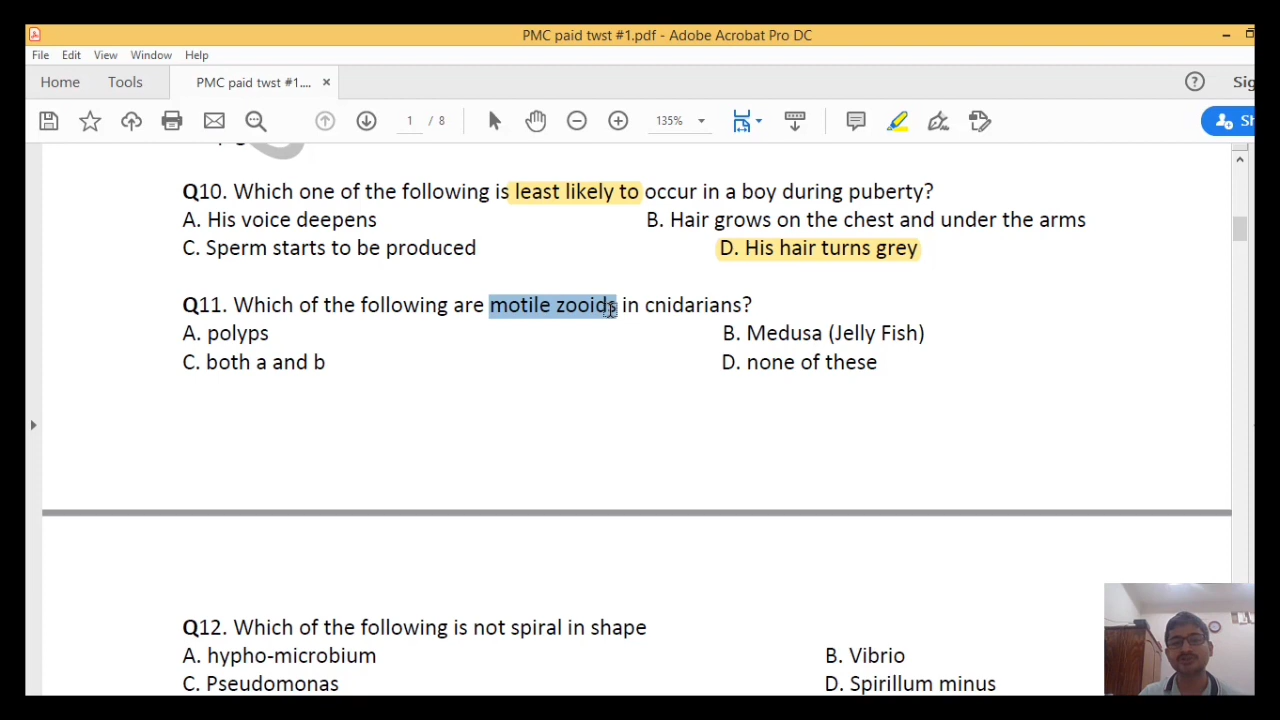 PMC paid twst #1.pdf - Adobe Acrobat Pro DC
File Edit View Window Help
Home Tools PMC paid twst #1.... × Sig
1 / 8 135% Sh
Q10. Which one of the following is least likely to occur in a boy during puberty?
A. His voice deepens B. Hair grows on the chest and under the arms
C. Sperm starts to be produced D. His hair turns grey
Q11. Which of the following are motile zooids in cnidarians?
A. polyps B. Medusa (Jelly Fish)
C. both a and b D. none of these
Q12. Which of the following is not spiral in shape
A. hypho-microbium B. Vibrio
C. Pseudomonas D. Spirillum minus